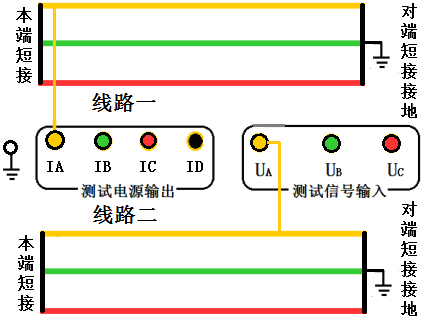 本端短接
对端短接接地
线路一
IA IB IC ID
测试电源输出
UA UB UC
测试信号输入
线路二
本端短接
对端短接接地